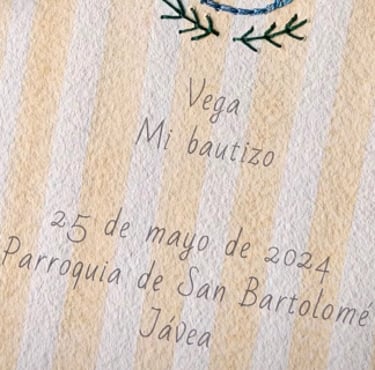 Vega
Mi bautizo
25 de mayo de 2024
Parroquia de San Bartolomé
Jávea